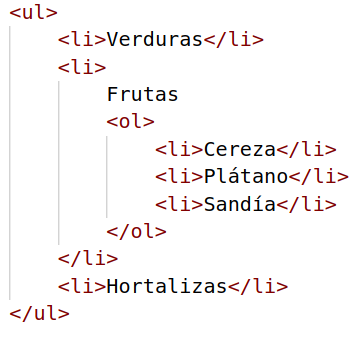 <ul>
<li>Verduras</li>
<li>
Frutas
<ol>
<li>Cereza</li>
<li>Plátano</li>
<li>Sandía</li>
</ol>
</li>
<li>Hortalizas</li>
</ul>